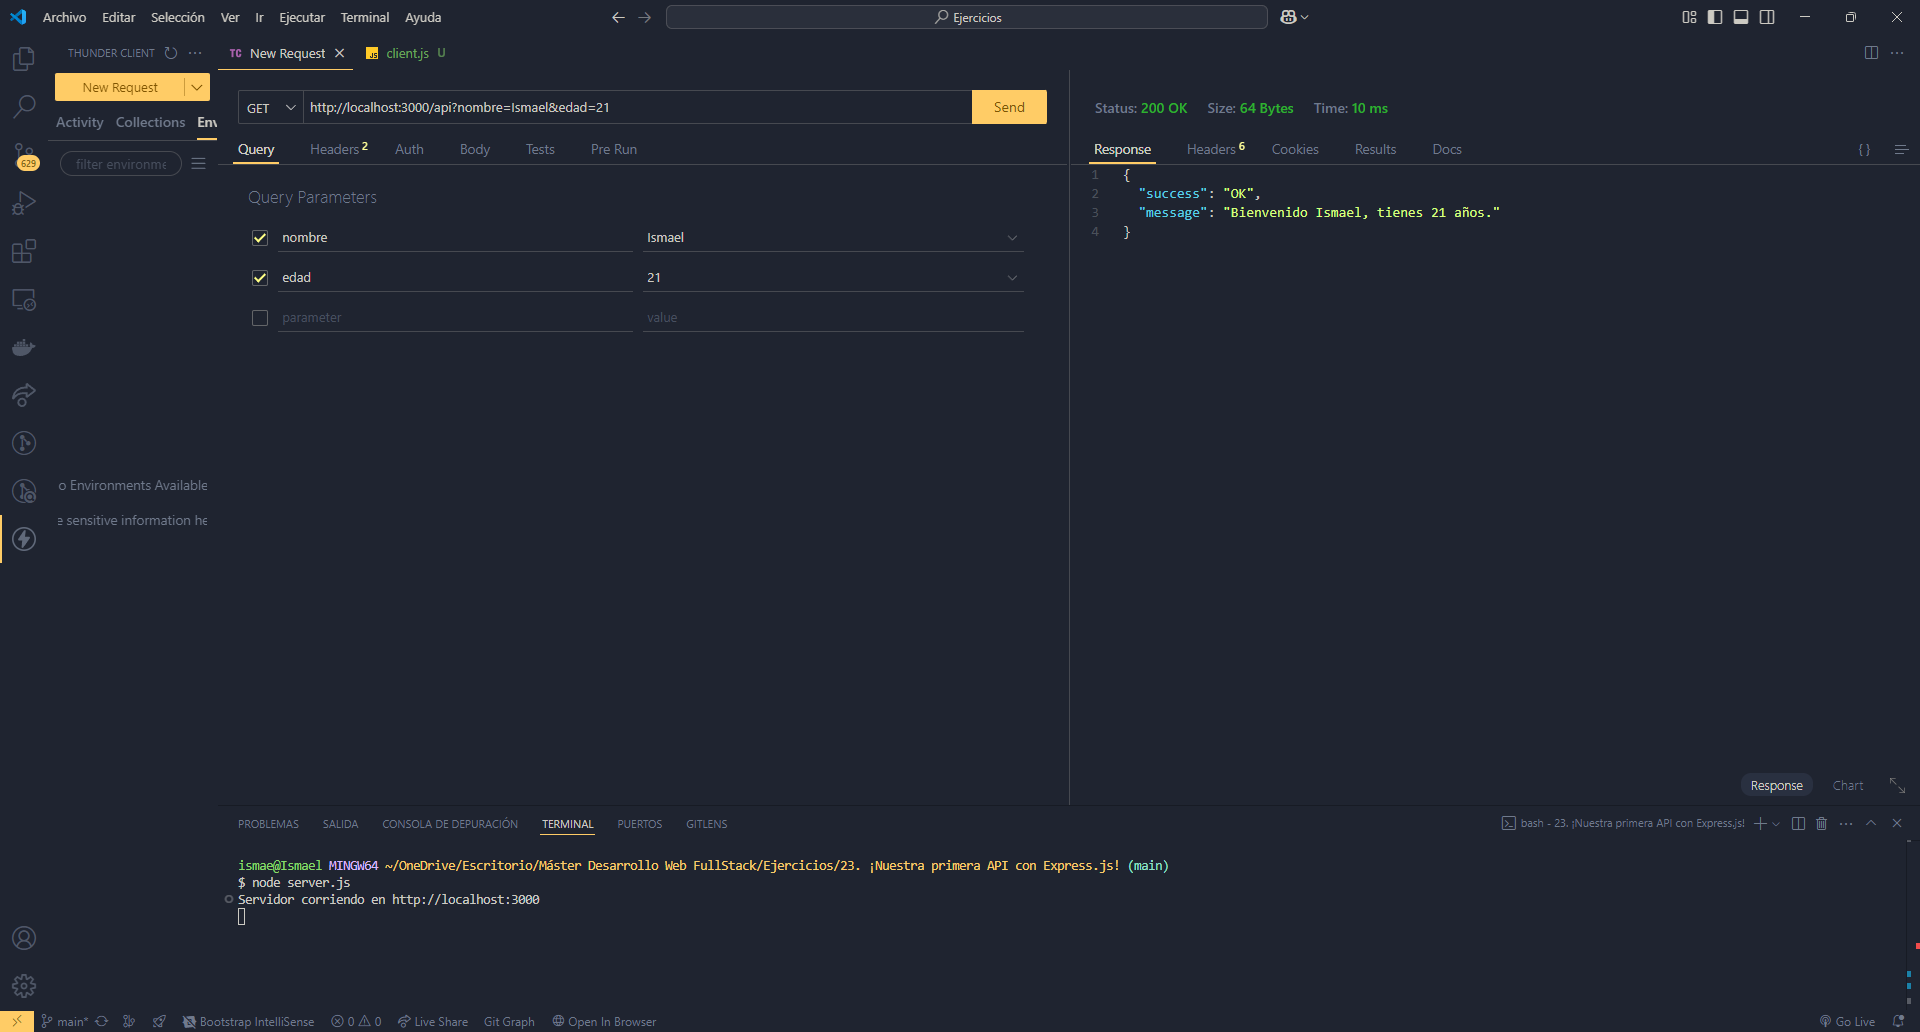 Archivo Editar Selección Ver Ir Ejecutar Terminal Ayuda
Ejercicios
THUNDER CLIENT
New Request
Activity Collections Env
filter environme
629
o Environments Available
e sensitive information he
TC New Request
JS client.js U
GET http://localhost:3000/api?nombre=Ismael&edad=21 Send
Query Headers 2 Auth Body Tests Pre Run
Query Parameters
nombre Ismael
edad 21
parameter value
Status: 200 OK Size: 64 Bytes Time: 10 ms
Response Headers 6 Cookies Results Docs
{ }
1 {
2 "success": "OK",
3 "message": "Bienvenido Ismael, tienes 21 años."
4 }
Response Chart
PROBLEMAS SALIDA CONSOLA DE DEPURACIÓN TERMINAL PUERTOS GITLENS
bash - 23. ¡Nuestra primera API con Express.js!
ismae@Ismael MINGW64 ~/OneDrive/Escritorio/Máster Desarrollo Web FullStack/Ejercicios/23. ¡Nuestra primera API con Express.js! (main)
$ node server.js
Servidor corriendo en http://localhost:3000
main* Bootstrap IntelliSense 0 0 Live Share Git Graph Open In Browser Go Live